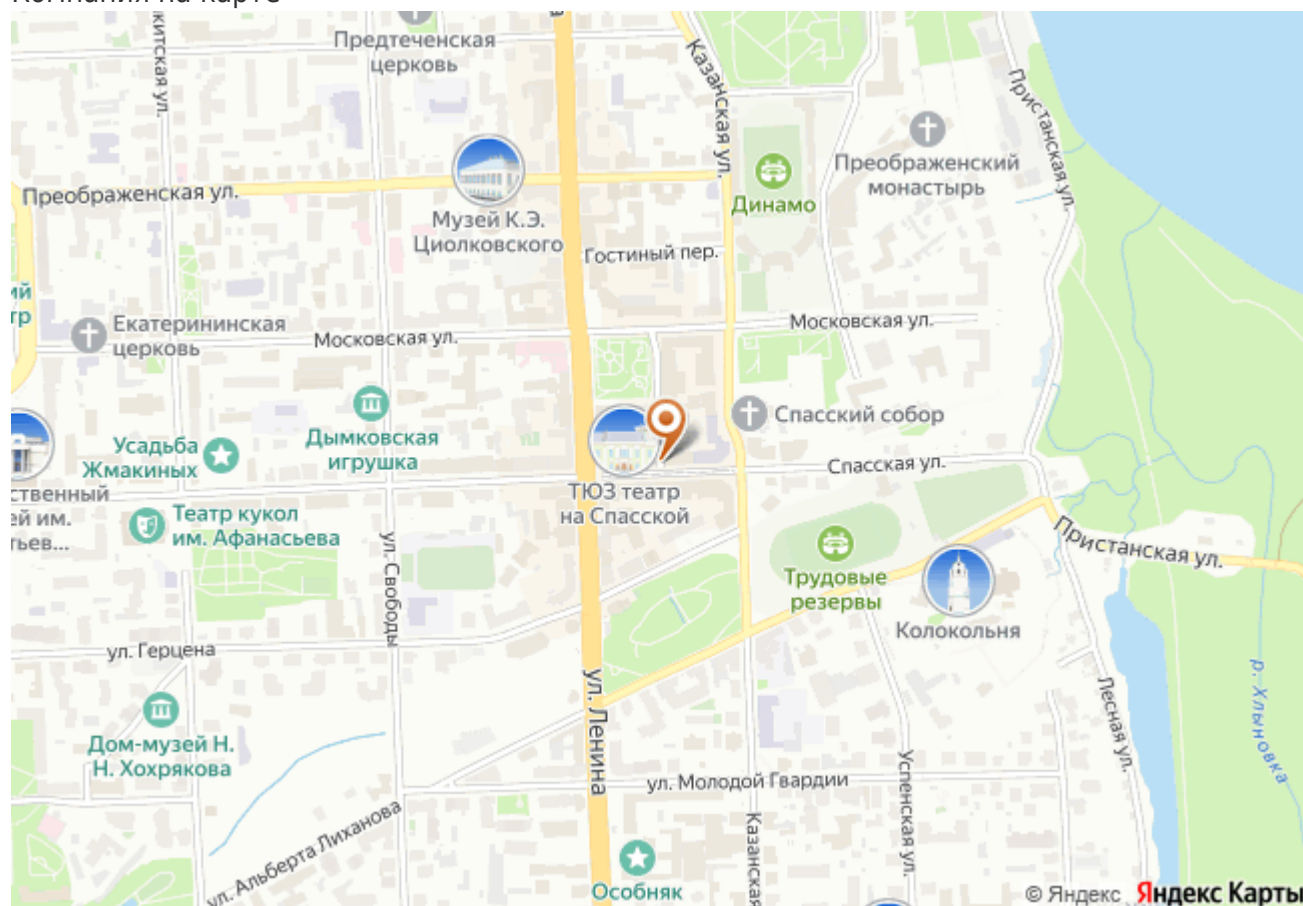 Компания на карте
Предтеченская
церковь
Казанская ул.
Пристанская ул.
Преображенский
монастырь
Преображенская ул.
Музей К.Э.
Циолковского
Динамо
Гостиный пер.
Екатерининская
церковь
Московская ул.
Московская ул.
Спасский собор
Усадьба
Жмакиных
Дымковская
игрушка
Спасская ул.
ТЮЗ театр
на Спасской
Театр кукол
им. Афанасьева
ул. Свободы
Трудовые
резервы
Пристанская ул.
Колокольня
ул. Герцена
ул. Ленина
Лесная ул.
р. Хлыновка
Дом-музей Н.
Н. Хохрякова
ул. Молодой Гвардии
Успенская ул.
ул. Альберта Лиханова
Казанская
Особняк
© Яндекс Яндекс Карты